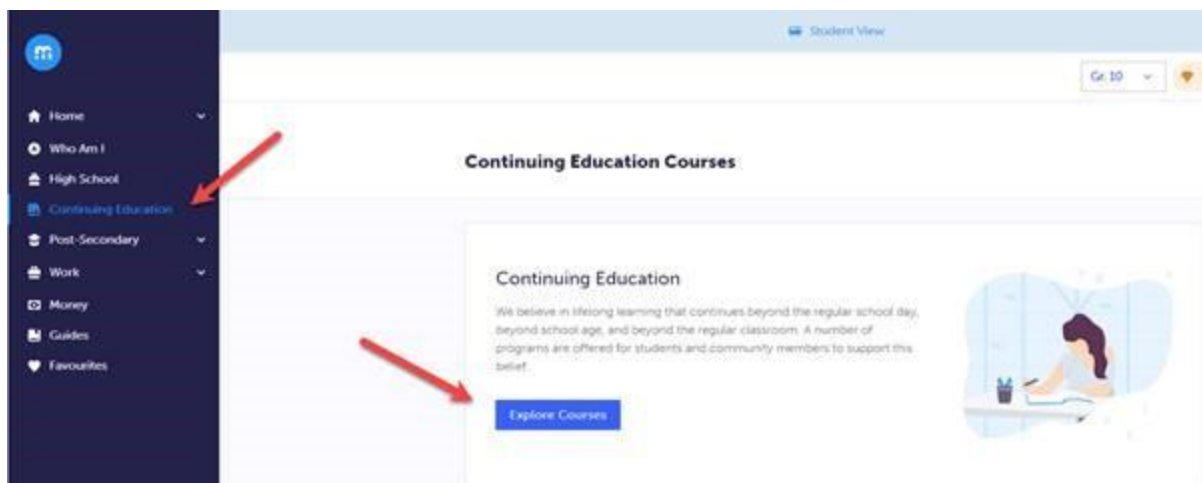 m
Student View
Gr. 10
Home
Who Am I
High School
Continuing Education
Post-Secondary
Work
Money
Guides
Favourites
Continuing Education Courses
Continuing Education
We believe in lifelong learning that continues beyond the regular school day,
beyond school age, and beyond the regular classroom. A number of
programs are offered for students and community members to support this
belief.
Explore Courses